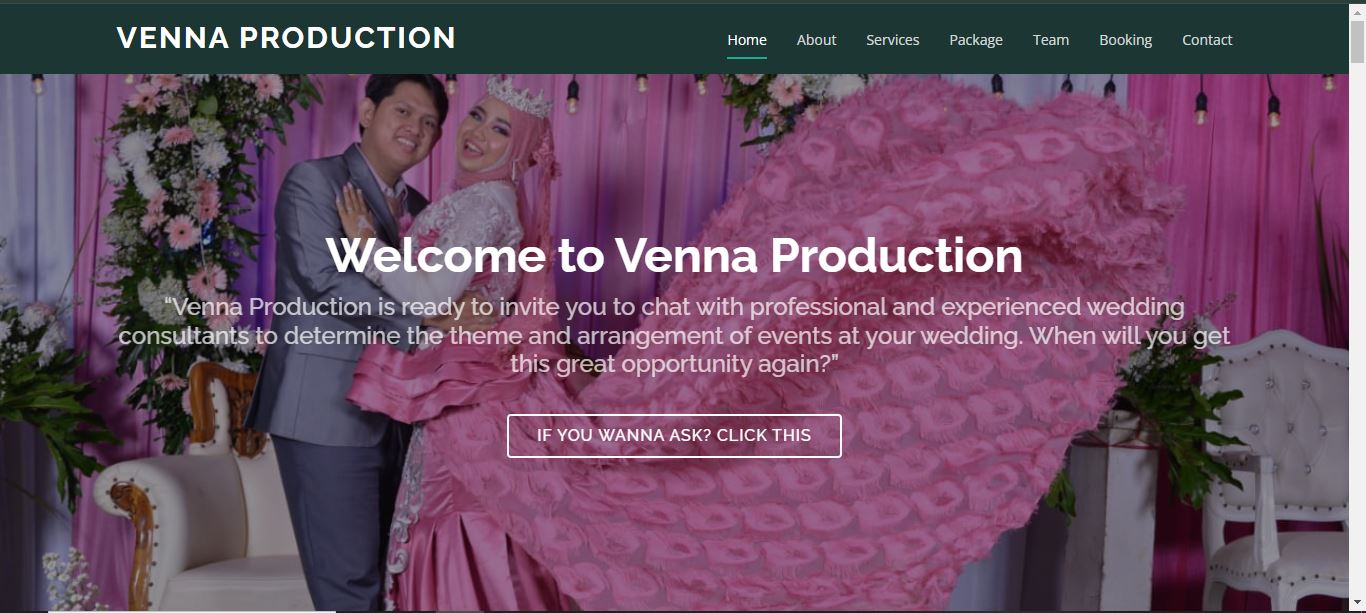 VENNA PRODUCTION
Home About Services Package Team Booking Contact
Welcome to Venna Production
“Venna Production is ready to invite you to chat with professional and experienced wedding
consultants to determine the theme and arrangement of events at your wedding. When will you get
this great opportunity again?”
IF YOU WANNA ASK? CLICK THIS